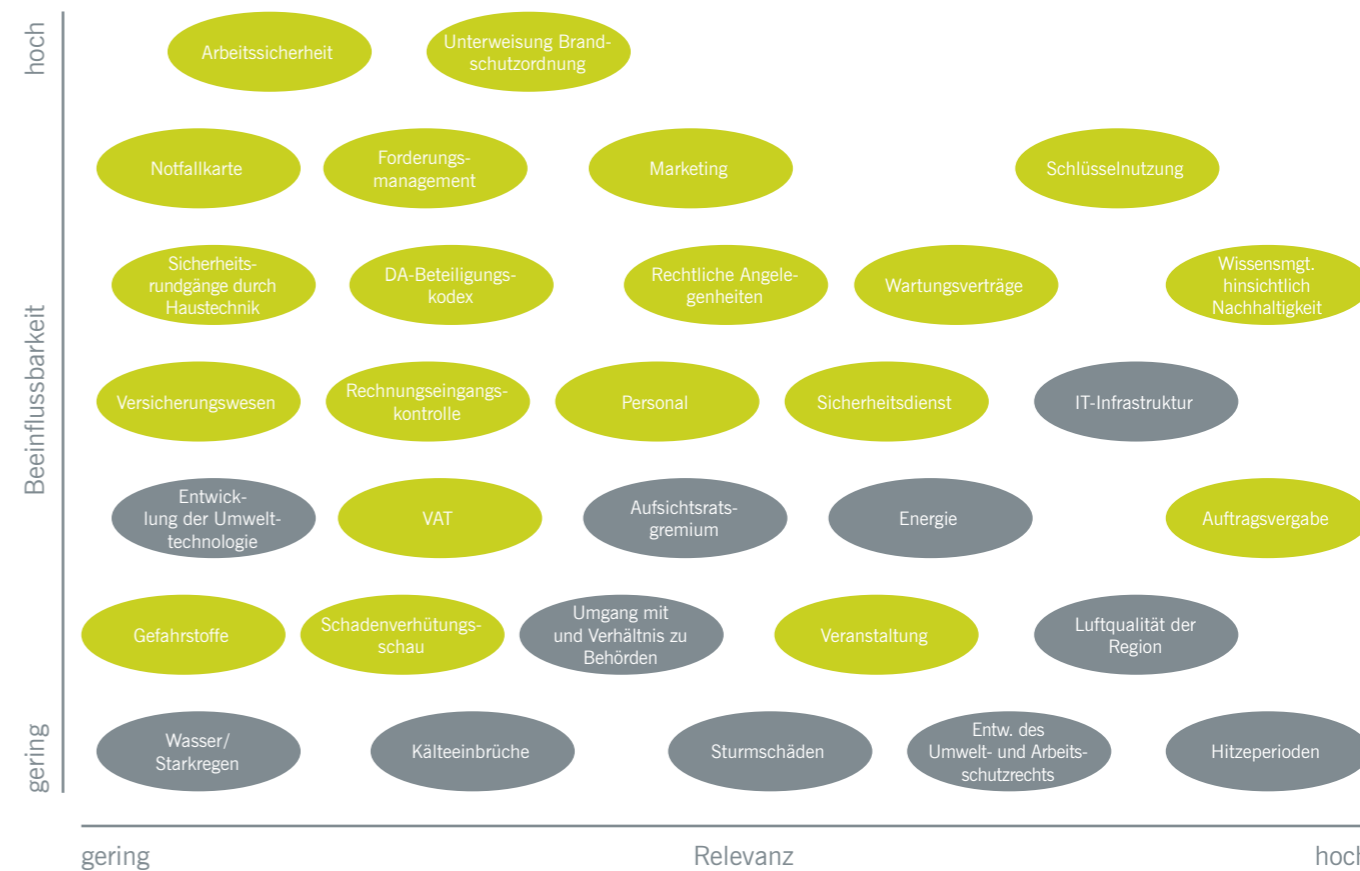 hoch
Arbeitssicherheit
Unterweisung Brand-
schutzordnung
Notfallkarte
Forderungs-
management
Marketing
Schlüsselnutzung
Sicherheits-
rundgänge durch
Haustechnik
DA-Beteiligungs-
kodex
Rechtliche Angele-
genheiten
Wartungsverträge
Wissensmgt.
hinsichtlich
Nachhaltigkeit
Beeinflussbarkeit
Versicherungswesen
Rechnungseingangs-
kontrolle
Personal
Sicherheitsdienst
IT-Infrastruktur
Entwick-
lung der Umwelt-
technologie
VAT
Aufsichtsrats-
gremium
Energie
Auftragsvergabe
Gefahrstoffe
Schadenverhütungs-
schau
Umgang mit
und Verhältnis zu
Behörden
Veranstaltung
Luftqualität der
Region
gering
Wasser/
Starkregen
Kälteeinbrüche
Sturmschäden
Entw. des
Umwelt- und Arbeits-
schutzrechts
Hitzeperioden
gering
Relevanz
hoch